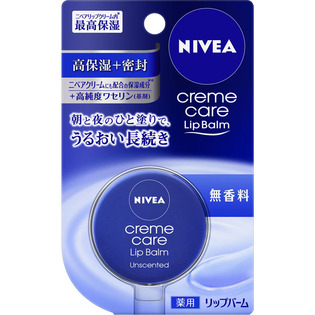 ニベアリップクリーム内
最高保湿
高保湿+密封
ニベアクリームにも配合の保湿成分
+高純度ワセリン(基剤)
朝と夜のひと塗りで、
うるおい長続き
NIVEA
creme
care
Lip Balm
無香料
NIVEA
creme
care
Lip Balm
Unscented
薬用 リップバーム